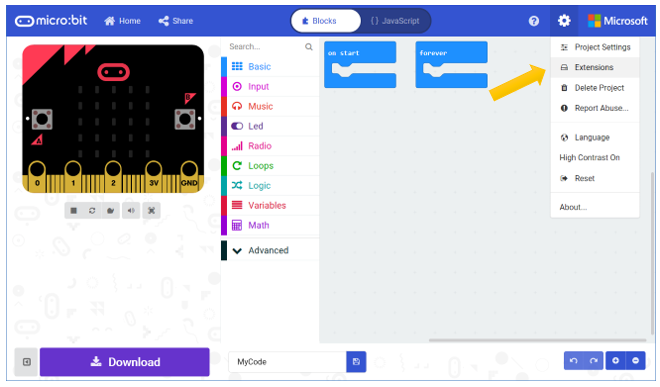 micro:bit Home Share Blocks {} JavaScript ? Microsoft
Search...
Basic
Input
Music
Led
Radio
Loops
Logic
Variables
Math
Advanced
on start
forever
Project Settings
Extensions
Delete Project
Report Abuse...
Language
High Contrast On
Reset
About...
B
A
0 1 2 3V GND
Download
MyCode